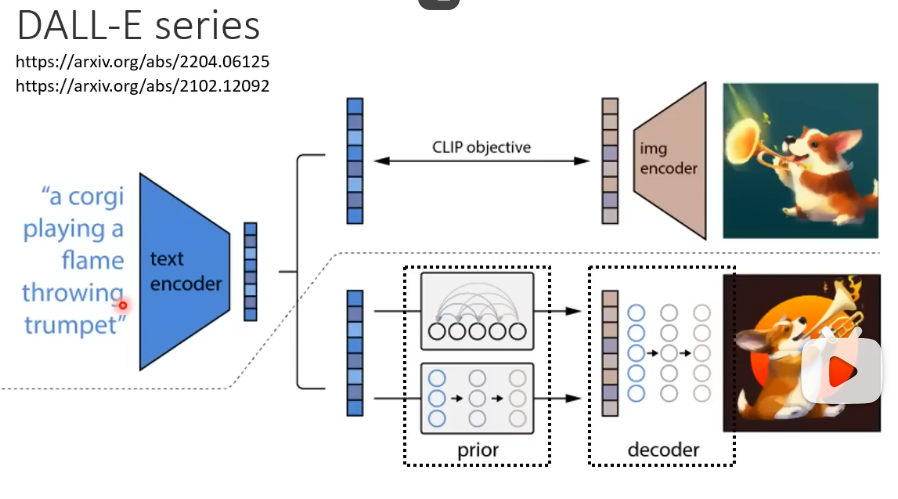 DALL-E series
https://arxiv.org/abs/2204.06125
https://arxiv.org/abs/2102.12092
“a corgi
playing a
flame
throwing
trumpet”
text
encoder
CLIP objective
img
encoder
prior
decoder